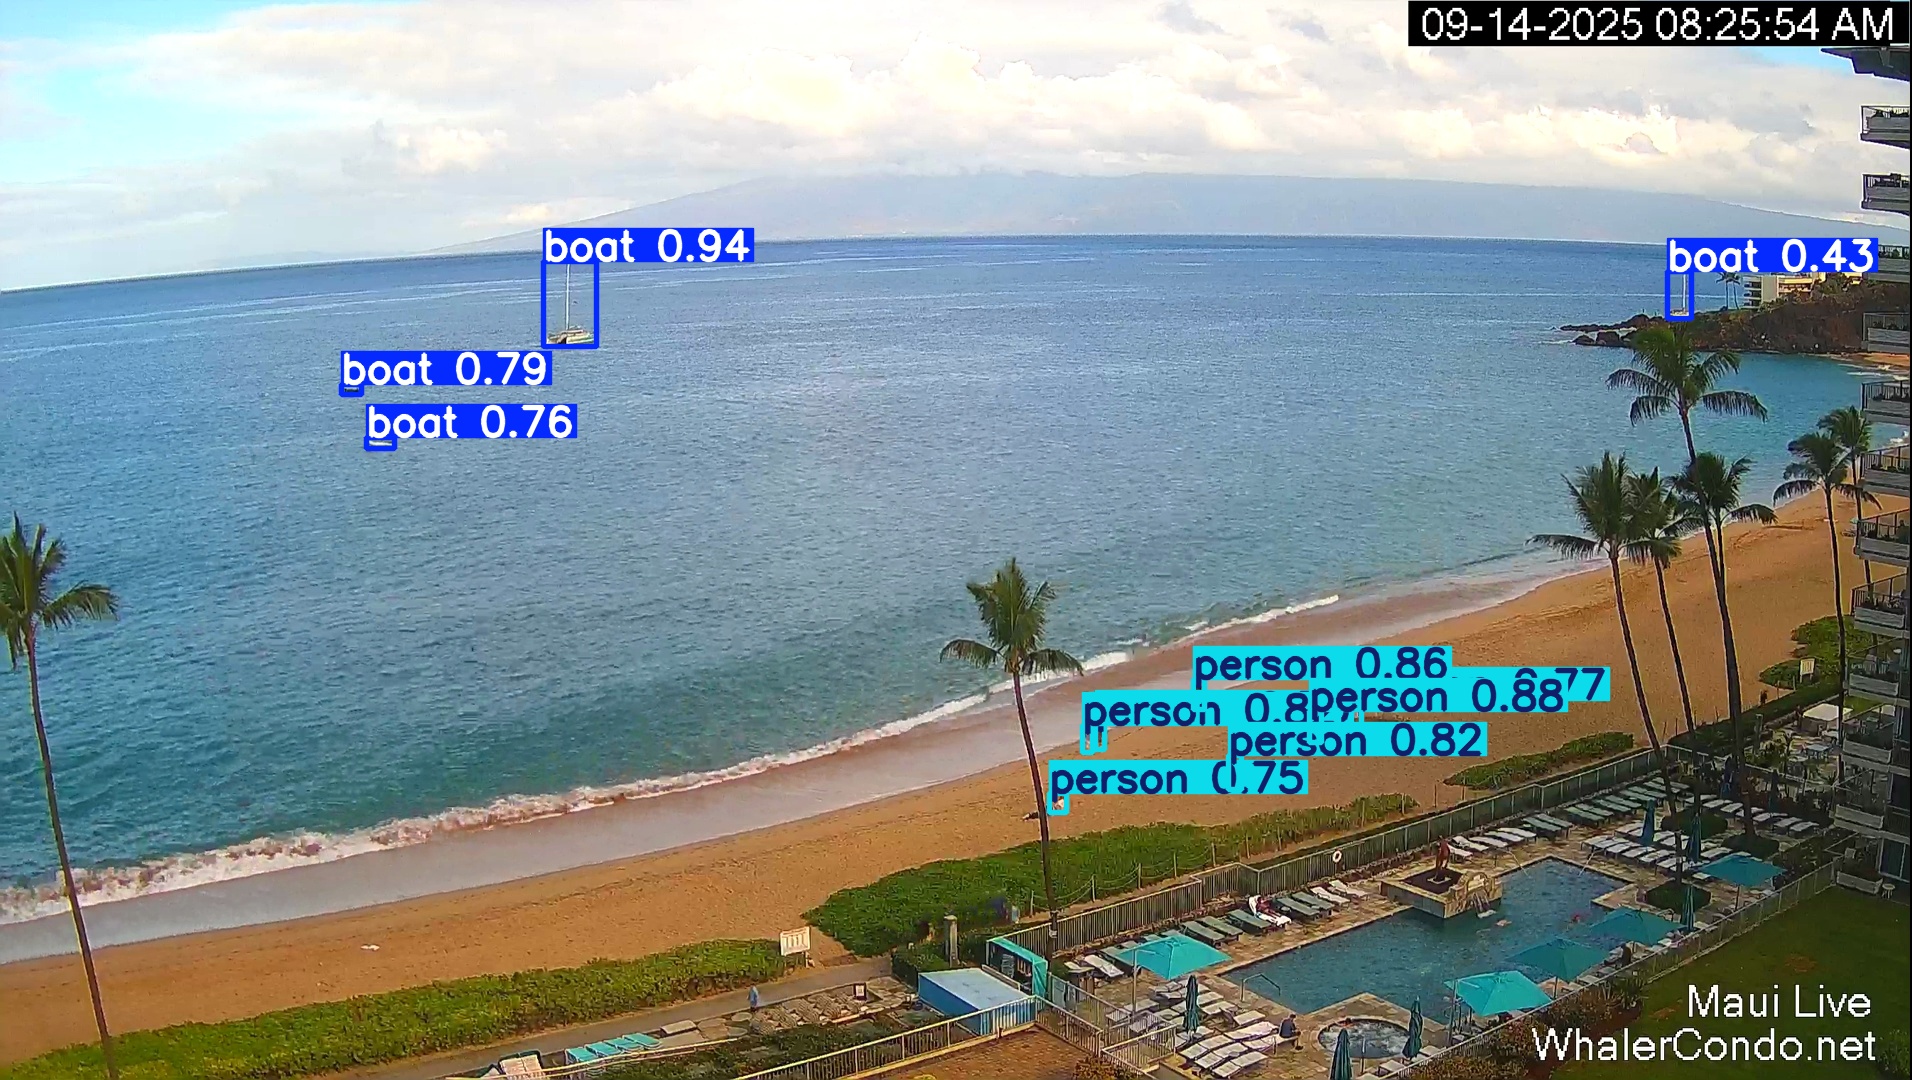 09-14-2025 08:25:54 AM
boat 0.94
boat 0.43
boat 0.79
boat 0.76
person 0.86
person 0.88
person
person 0.82
person 0.75
Maui Live
WhalerCondo.net